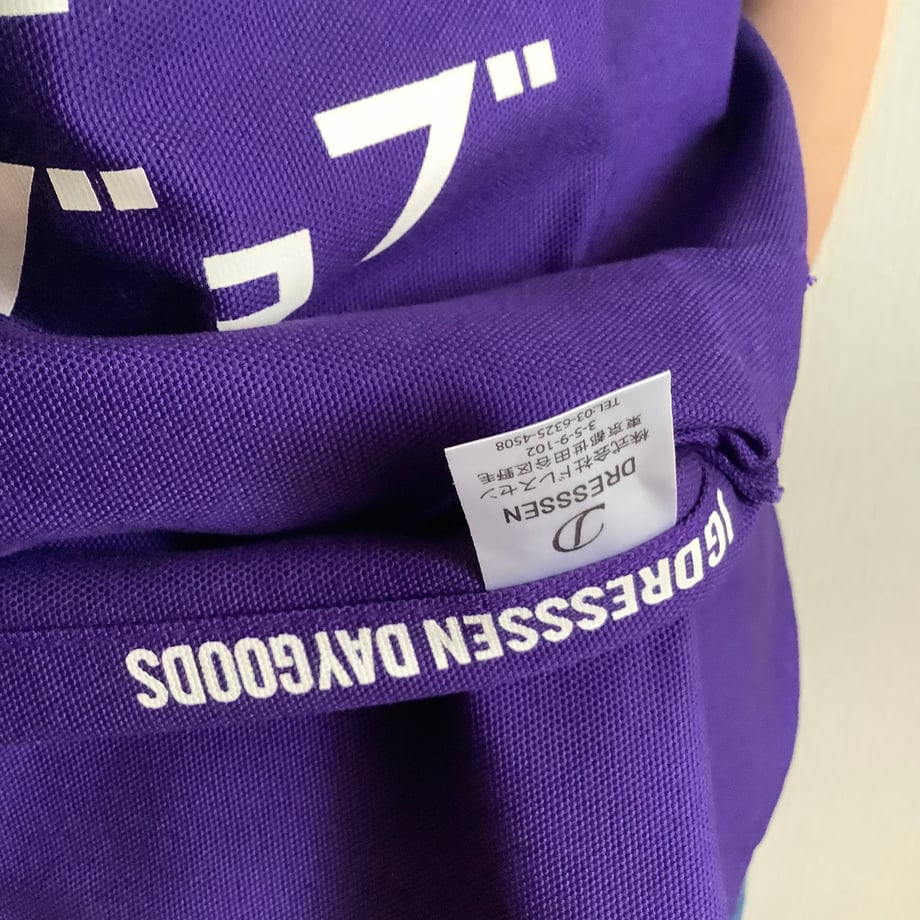 ブ
DRESSSEN
株式会社ドレスセン
東京都世田谷区野毛
3-5-9-102
TEL:03-6325-4508
DRESSSEN DAYGOODS